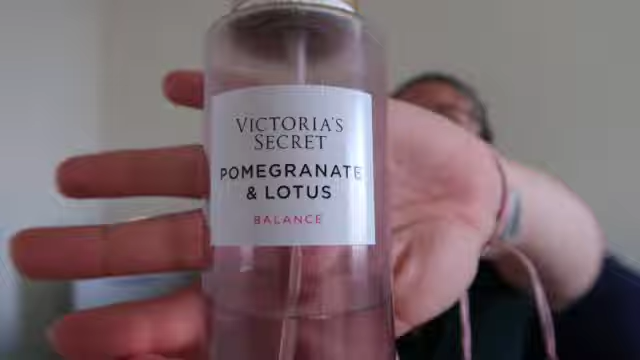 VICTORIA'S
SECRET
POMEGRANATE
& LOTUS
BALANCE